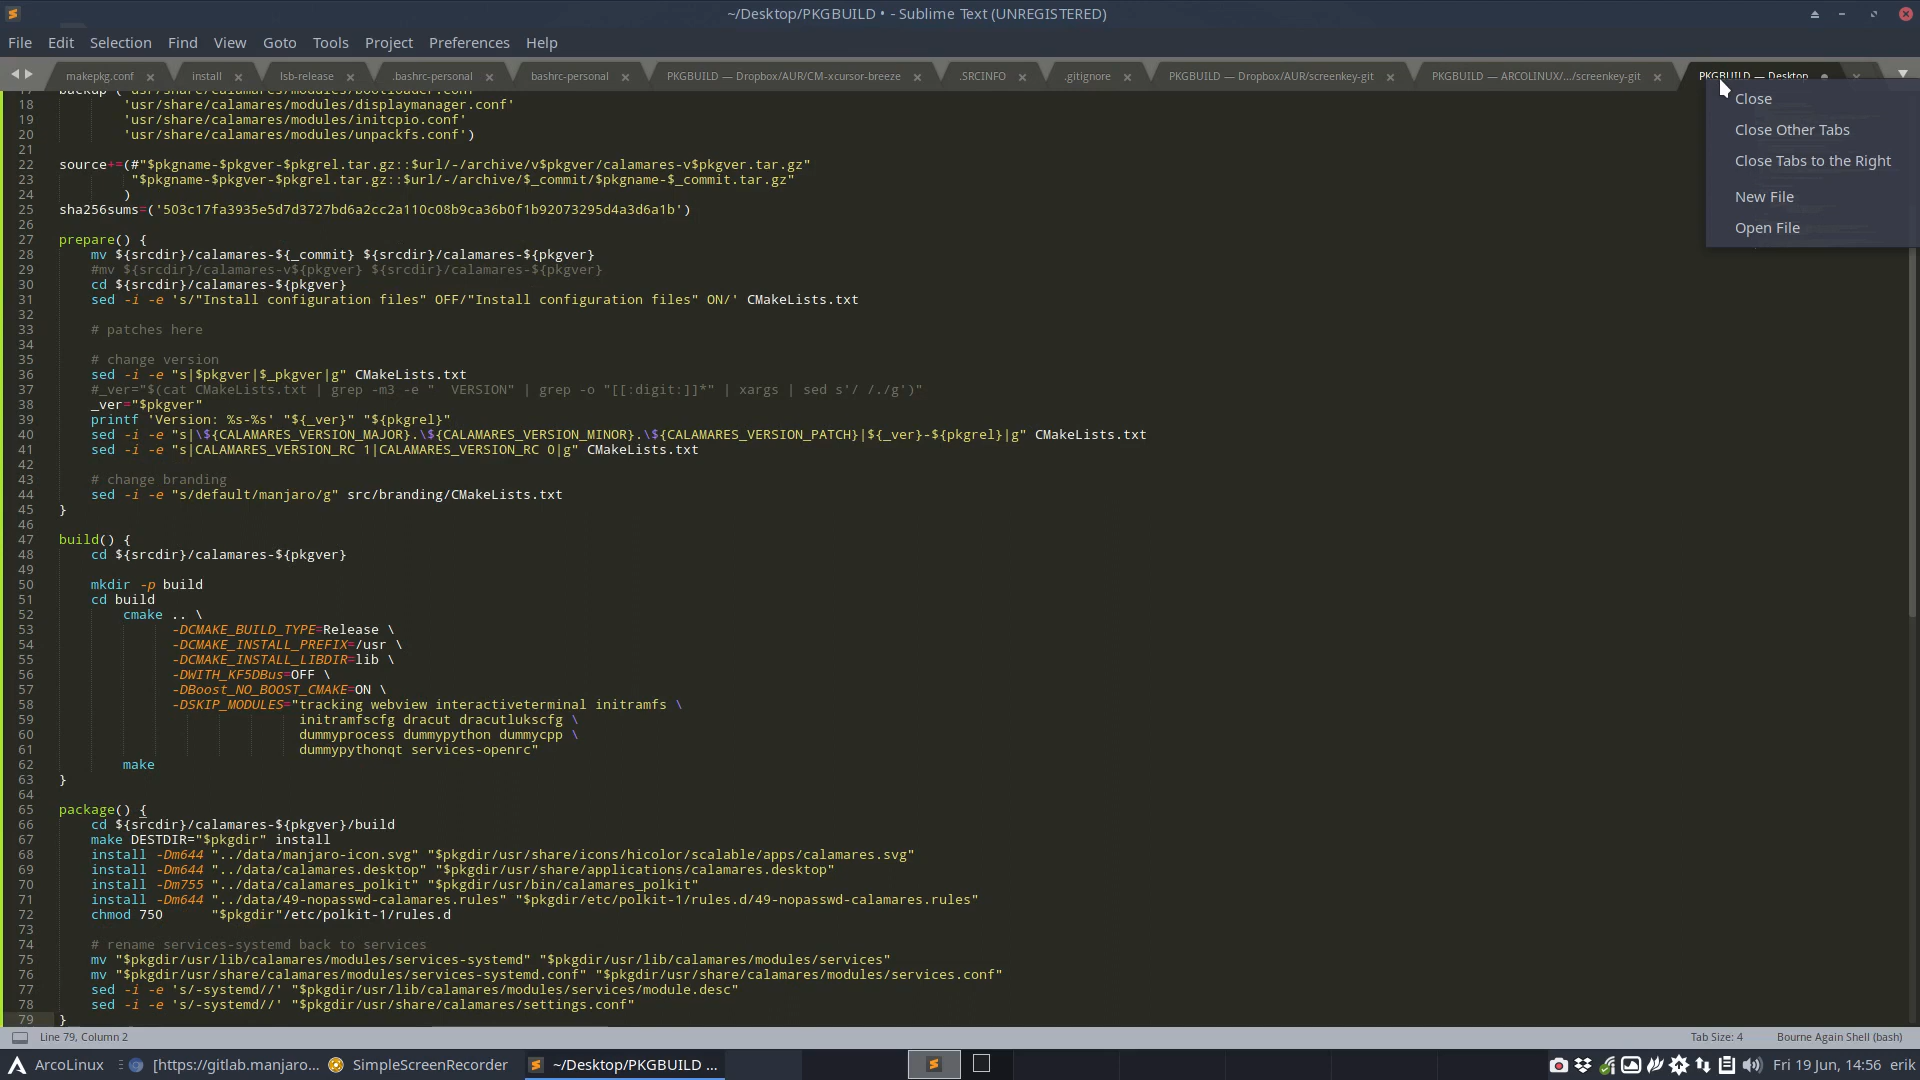 ~/Desktop/PKGBUILD • - Sublime Text (UNREGISTERED)
File Edit Selection Find View Goto Tools Project Preferences Help
makepkg.conf install lsb-release .bashrc-personal bashrc-personal PKGBUILD — Dropbox/AUR/CM-xcursor-breeze .SRCINFO .gitignore PKGBUILD — Dropbox/AUR/screenkey-git PKGBUILD — ARCOLINUX/.../screenkey-git PKGBUILD — Desktop
Close
Close Other Tabs
Close Tabs to the Right
New File
Open File
17 backup=('usr/share/calamares/modules/bootloader.conf'
18 'usr/share/calamares/modules/displaymanager.conf'
19 'usr/share/calamares/modules/initcpio.conf'
20 'usr/share/calamares/modules/unpackfs.conf')
21
22 source+=(#"$pkgname-$pkgver-$pkgrel.tar.gz::$url/-/archive/v$pkgver/calamares-v$pkgver.tar.gz"
23 "$pkgname-$pkgver-$pkgrel.tar.gz::$url/-/archive/$_commit/$pkgname-$_commit.tar.gz"
24 )
25 sha256sums=('503c17fa3935e5d7d3727bd6a2cc2a110c08b9ca36b0f1b92073295d4a3d6a1b')
26
27 prepare() {
28 mv ${srcdir}/calamares-${_commit} ${srcdir}/calamares-${pkgver}
29 #mv ${srcdir}/calamares-v${pkgver} ${srcdir}/calamares-${pkgver}
30 cd ${srcdir}/calamares-${pkgver}
31 sed -i -e 's/"Install configuration files" OFF/"Install configuration files" ON/' CMakeLists.txt
32
33 # patches here
34
35 # change version
36 sed -i -e "s|$pkgver|$_pkgver|g" CMakeLists.txt
37 #_ver="$(cat CMakeLists.txt | grep -m3 -e "  VERSION" | grep -o "[[:digit:]]*" | xargs | sed s'/ /./g')"
38 _ver="$pkgver"
39 printf 'Version: %s-%s' "${_ver}" "${pkgrel}"
40 sed -i -e "s|\${CALAMARES_VERSION_MAJOR}.\${CALAMARES_VERSION_MINOR}.\${CALAMARES_VERSION_PATCH}|${_ver}-${pkgrel}|g" CMakeLists.txt
41 sed -i -e "s|CALAMARES_VERSION_RC 1|CALAMARES_VERSION_RC 0|g" CMakeLists.txt
42
43 # change branding
44 sed -i -e "s/default/manjaro/g" src/branding/CMakeLists.txt
45 }
46
47 build() {
48 cd ${srcdir}/calamares-${pkgver}
49
50 mkdir -p build
51 cd build
52 cmake .. \
53 -DCMAKE_BUILD_TYPE=Release \
54 -DCMAKE_INSTALL_PREFIX=/usr \
55 -DCMAKE_INSTALL_LIBDIR=lib \
56 -DWITH_KF5DBus=OFF \
57 -DBoost_NO_BOOST_CMAKE=ON \
58 -DSKIP_MODULES="tracking webview interactiveterminal initramfs \
59 initramfscfg dracut dracutlukscfg \
60 dummyprocess dummypython dummycpp \
61 dummypythonqt services-openrc"
62 make
63 }
64
65 package() {
66 cd ${srcdir}/calamares-${pkgver}/build
67 make DESTDIR="$pkgdir" install
68 install -Dm644 "../data/manjaro-icon.svg" "$pkgdir/usr/share/icons/hicolor/scalable/apps/calamares.svg"
69 install -Dm644 "../data/calamares.desktop" "$pkgdir/usr/share/applications/calamares.desktop"
70 install -Dm755 "../data/calamares_polkit" "$pkgdir/usr/bin/calamares_polkit"
71 install -Dm644 "../data/49-nopasswd-calamares.rules" "$pkgdir/etc/polkit-1/rules.d/49-nopasswd-calamares.rules"
72 chmod 750 "$pkgdir"/etc/polkit-1/rules.d
73
74 # rename services-systemd back to services
75 mv "$pkgdir/usr/lib/calamares/modules/services-systemd" "$pkgdir/usr/lib/calamares/modules/services"
76 mv "$pkgdir/usr/share/calamares/modules/services-systemd.conf" "$pkgdir/usr/share/calamares/modules/services.conf"
77 sed -i -e 's/-systemd//' "$pkgdir/usr/lib/calamares/modules/services/module.desc"
78 sed -i -e 's/-systemd//' "$pkgdir/usr/share/calamares/settings.conf"
79 }
Line 79, Column 2 Tab Size: 4 Bourne Again Shell (bash)
ArcoLinux [https://gitlab.manjaro... SimpleScreenRecorder ~/Desktop/PKGBUILD ... Fri 19 Jun, 14:56 erik